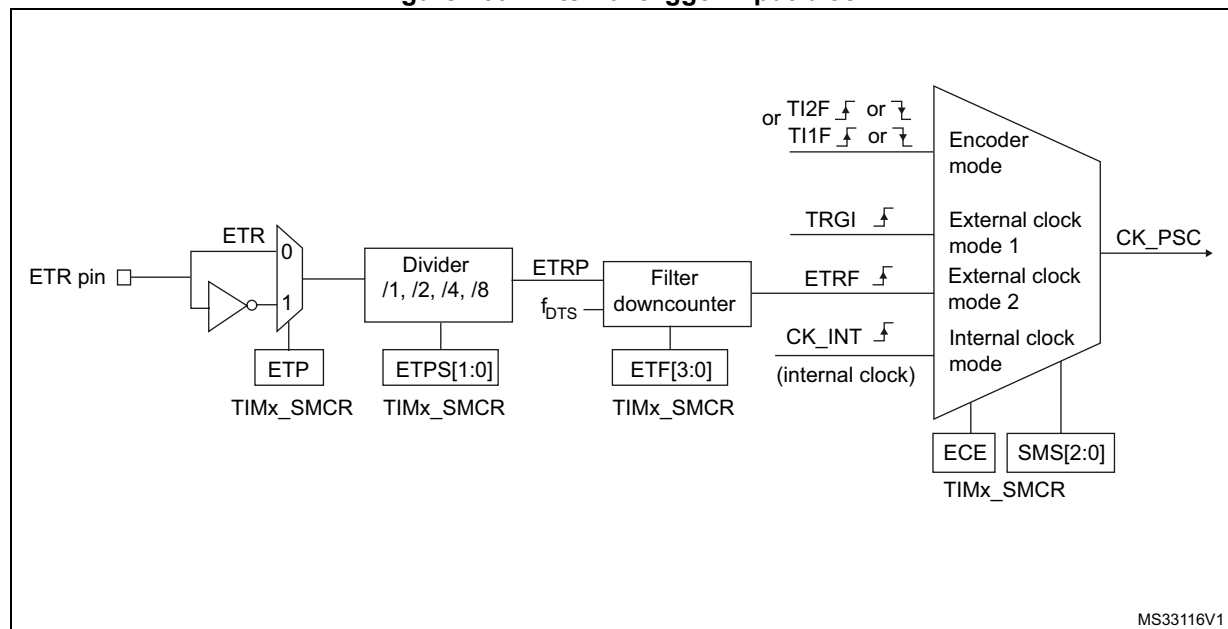 or TI2F or
TI1F or
Encoder
mode
TRGI
External clock
mode 1
CK_PSC
ETR
0
ETR pin
1
Divider
/1, /2, /4, /8
ETRP
fDTS
Filter
downcounter
ETRF
External clock
mode 2
CK_INT
(internal clock)
Internal clock
mode
ETP
TIMx_SMCR
ETPS[1:0]
TIMx_SMCR
ETF[3:0]
TIMx_SMCR
ECE
SMS[2:0]
TIMx_SMCR
MS33116V1